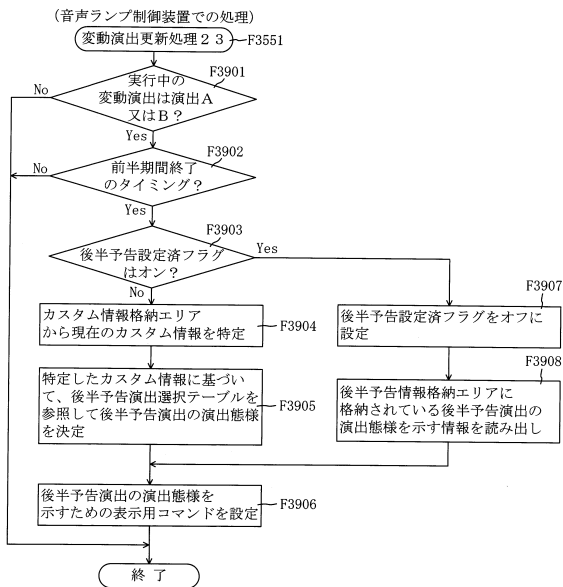 （音声ランプ制御装置での処理）
変動演出更新処理２３
F3551
F3901
実行中の
変動演出は演出Ａ
又はＢ？
No
Yes
F3902
前半期間終了
のタイミング？
No
Yes
F3903
後半予告設定済フラグ
はオン？
Yes
No
カスタム情報格納エリア
から現在のカスタム情報を特定
F3904
F3907
後半予告設定済フラグをオフに
設定
特定したカスタム情報に基づい
て、後半予告演出選択テーブルを
参照して後半予告演出の演出態様
を決定
F3905
F3908
後半予告情報格納エリアに
格納されている後半予告演出の
演出態様を示す情報を読み出し
後半予告演出の演出態様を
示すための表示用コマンドを設定
F3906
終 了